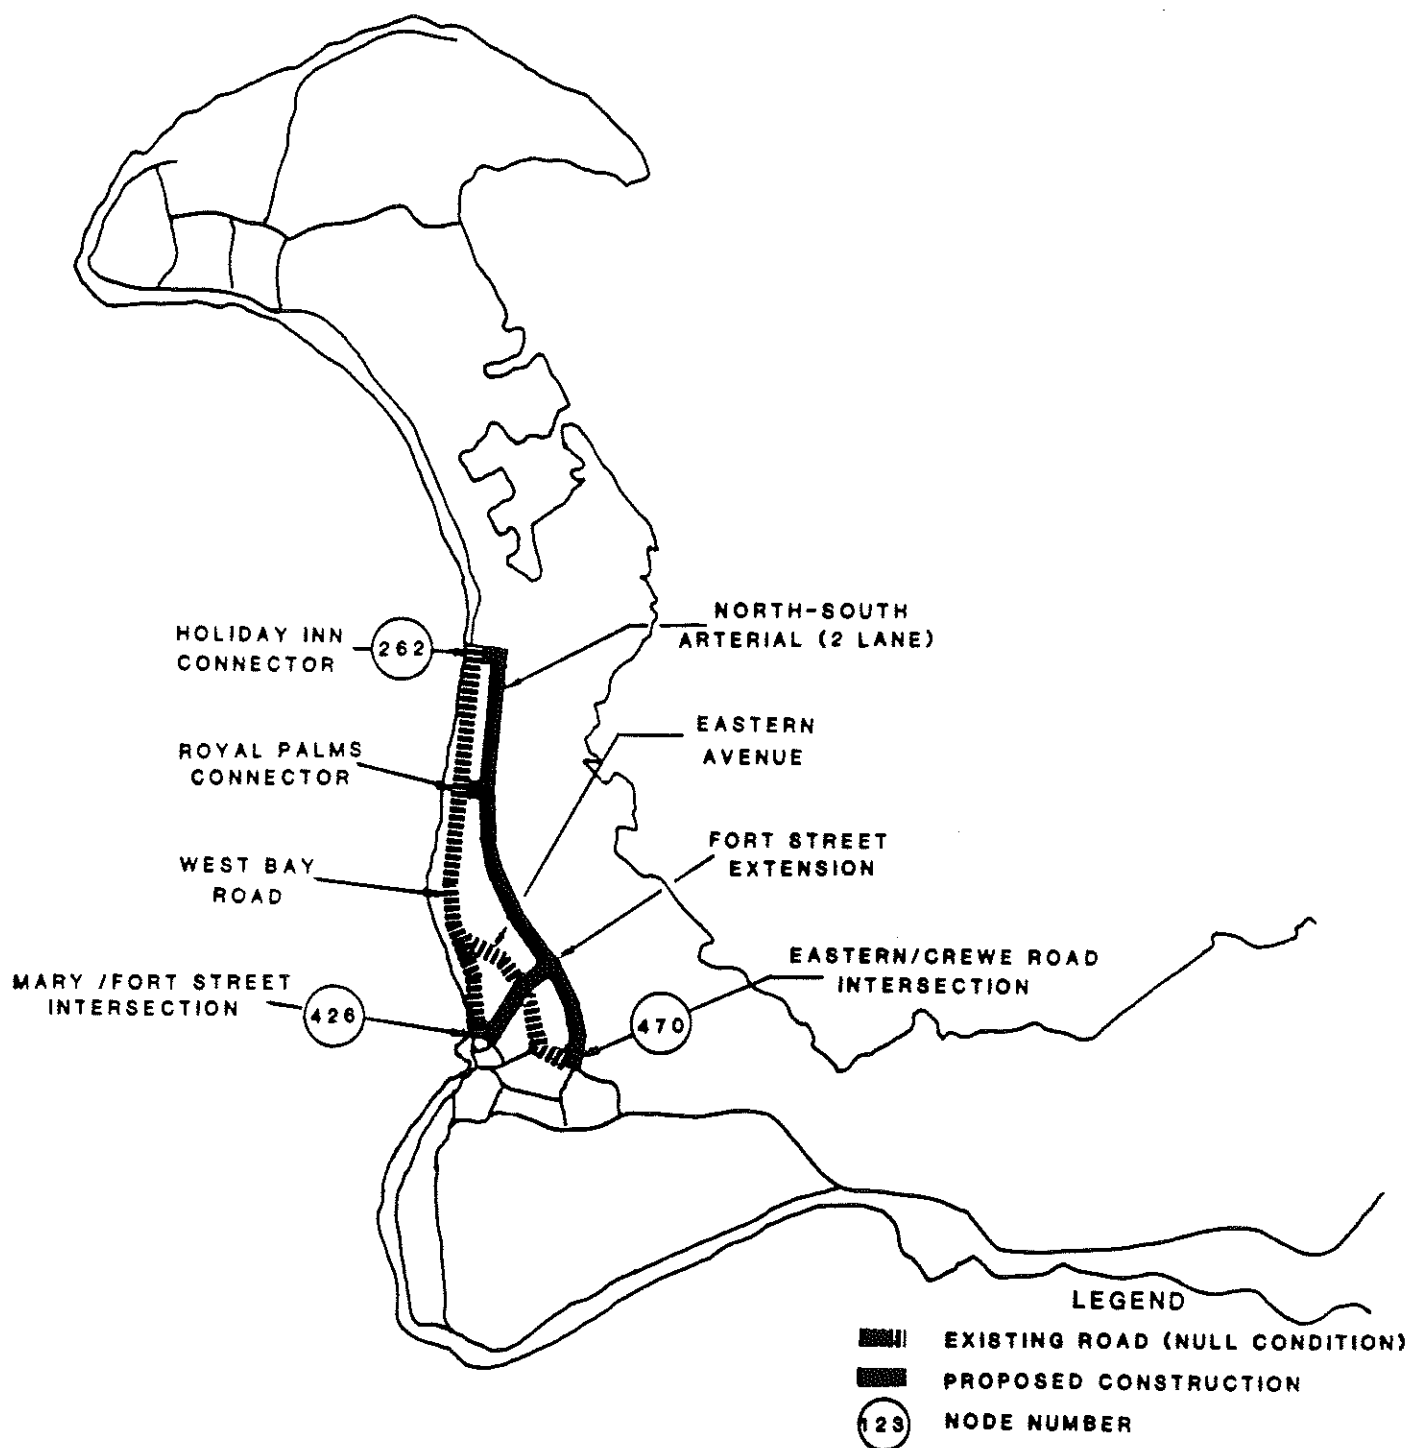 NORTH-SOUTH
ARTERIAL (2 LANE)
HOLIDAY INN
CONNECTOR
262
EASTERN
AVENUE
ROYAL PALMS
CONNECTOR
FORT STREET
EXTENSION
WEST BAY
ROAD
EASTERN/CREWE ROAD
INTERSECTION
MARY /FORT STREET
INTERSECTION
426
470
LEGEND
EXISTING ROAD (NULL CONDITION)
PROPOSED CONSTRUCTION
123 NODE NUMBER